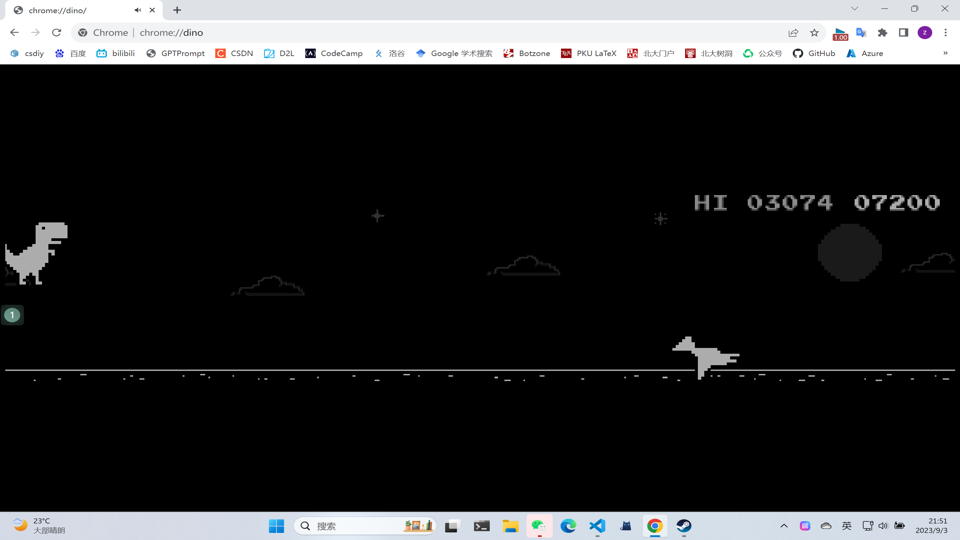 chrome://dino/
Chrome | chrome://dino
1.00
z
csdiy 百度 bilibili GPTPrompt CSDN D2L CodeCamp 洛谷 Google 学术搜索 Botzone PKU LaTeX 北大门户 北大树洞 公众号 GitHub Azure »
HI 03074 07200
1
23°C
大部晴朗
搜索
英
21:51
2023/9/3